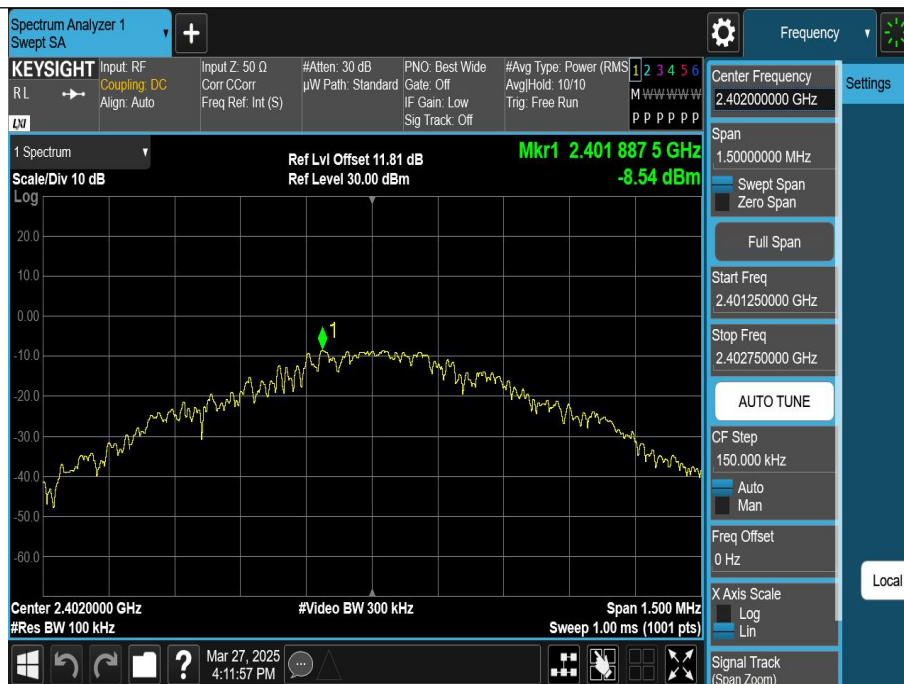 Spectrum Analyzer 1
Swept SA
Frequency
KEYSIGHT
R L
LXI
Input: RF
Coupling: DC
Align: Auto
Input Z: 50 Ω
Corr CCorr
Freq Ref: Int (S)
#Atten: 30 dB
µW Path: Standard
PNO: Best Wide
Gate: Off
IF Gain: Low
Sig Track: Off
#Avg Type: Power (RMS
Avg|Hold: 10/10
Trig: Free Run
1 2 3 4 5 6
M W W W W W
P P P P P P
1 Spectrum
Scale/Div 10 dB
Log
Ref Lvl Offset 11.81 dB
Ref Level 30.00 dBm
Mkr1 2.401 887 5 GHz
-8.54 dBm
20.0
10.0
0.00
-10.0
-20.0
-30.0
-40.0
-50.0
-60.0
1
Center 2.4020000 GHz
#Res BW 100 kHz
#Video BW 300 kHz
Span 1.500 MHz
Sweep 1.00 ms (1001 pts)
Center Frequency
2.402000000 GHz
Settings
Span
1.50000000 MHz
Swept Span
Zero Span
Full Span
Start Freq
2.401250000 GHz
Stop Freq
2.402750000 GHz
AUTO TUNE
CF Step
150.000 kHz
Auto
Man
Freq Offset
0 Hz
Local
X Axis Scale
Log
Lin
Signal Track
(Span Zoom)
?
Mar 27, 2025
4:11:57 PM